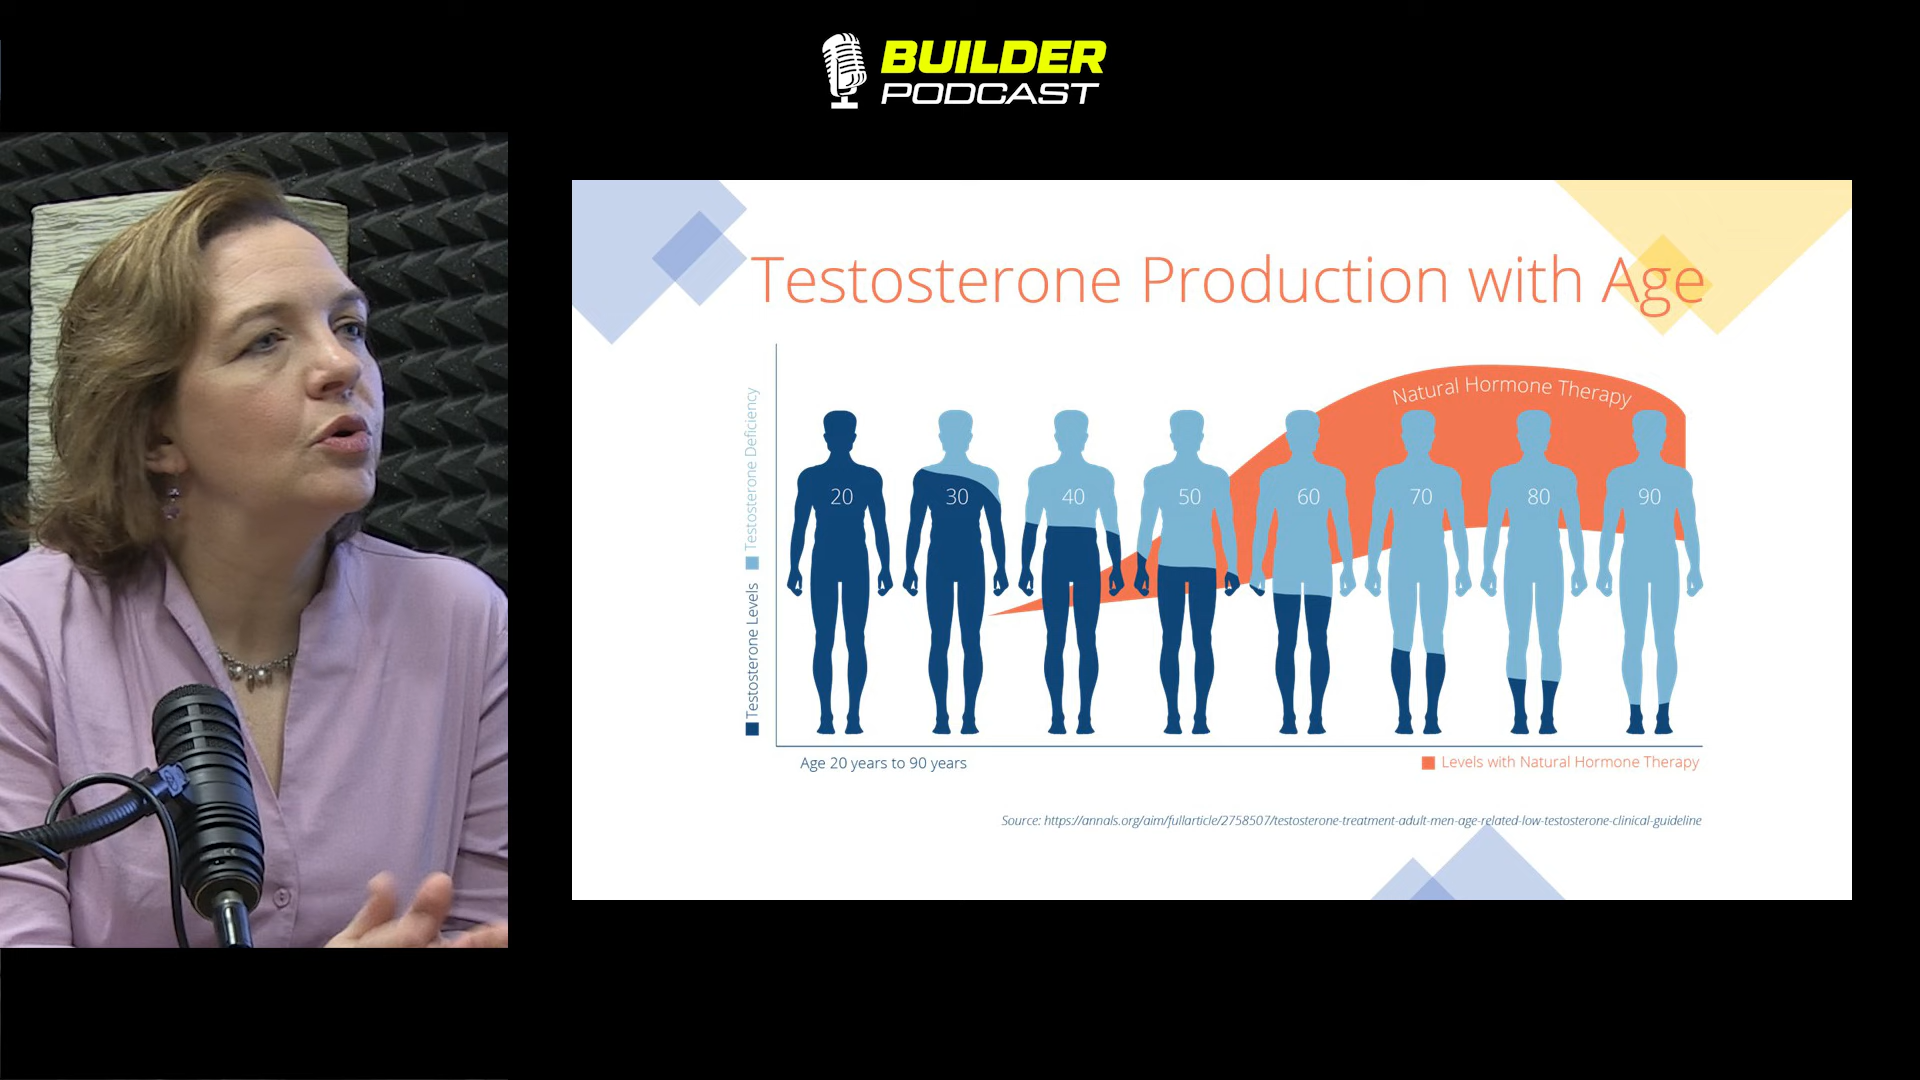 BUILDER
PODCAST
Testosterone Production with Age
Natural Hormone Therapy
Testosterone Deficiency
Testosterone Levels
20 30 40 50 60 70 80 90
Age 20 years to 90 years
Levels with Natural Hormone Therapy
Source: https://annals.org/aim/fullarticle/2758507/testosterone-treatment-adult-men-age-related-low-testosterone-clinical-guideline